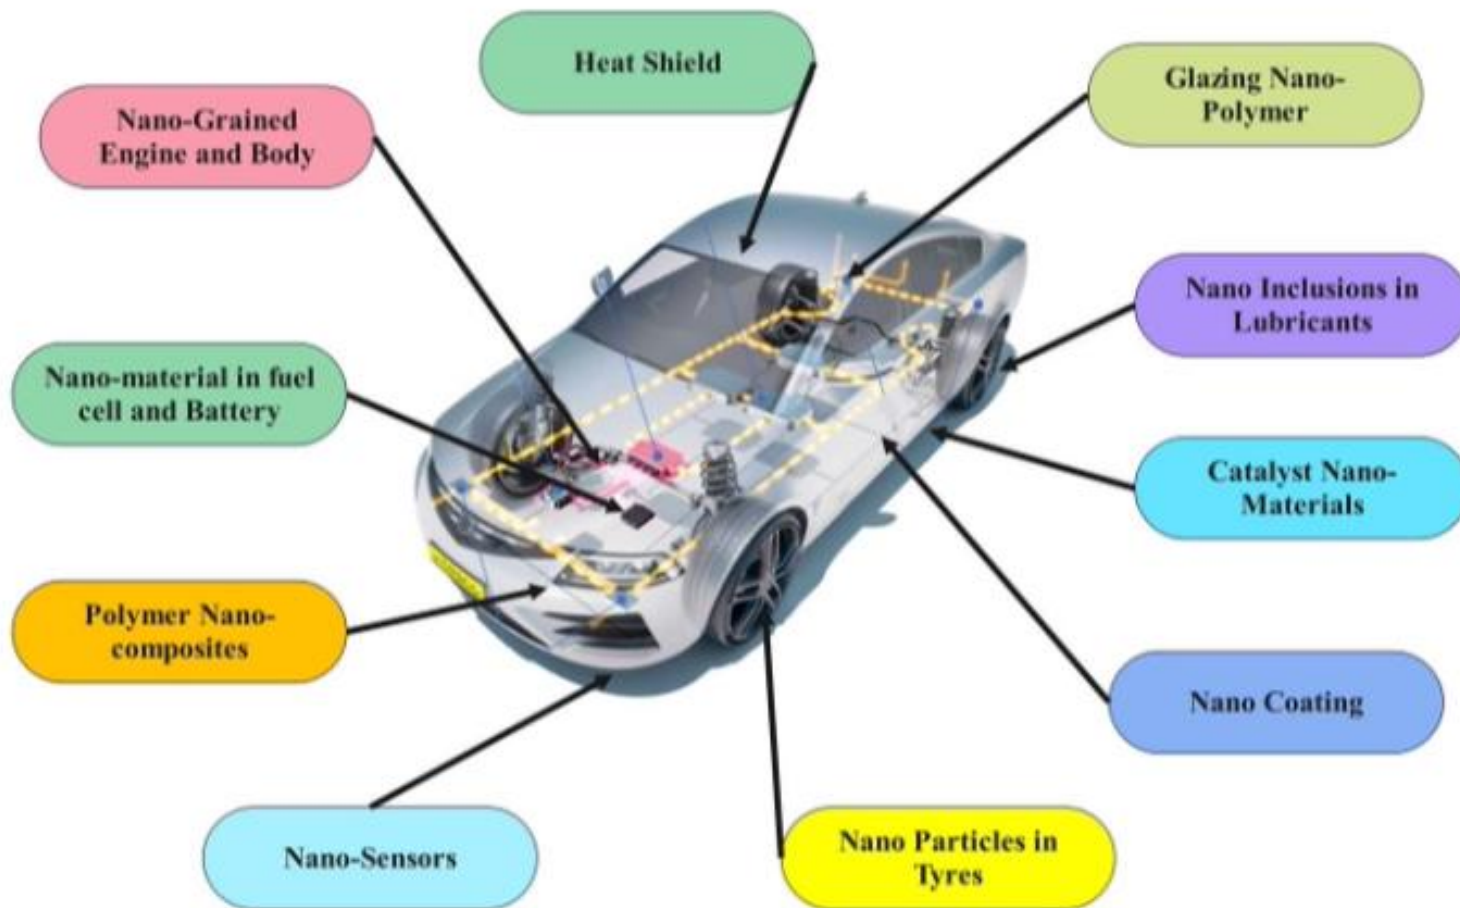 Heat Shield
Glazing Nano-
Polymer
Nano-Grained
Engine and Body
Nano Inclusions in
Lubricants
Nano-material in fuel
cell and Battery
Catalyst Nano-
Materials
Polymer Nano-
composites
Nano Coating
Nano-Sensors
Nano Particles in
Tyres